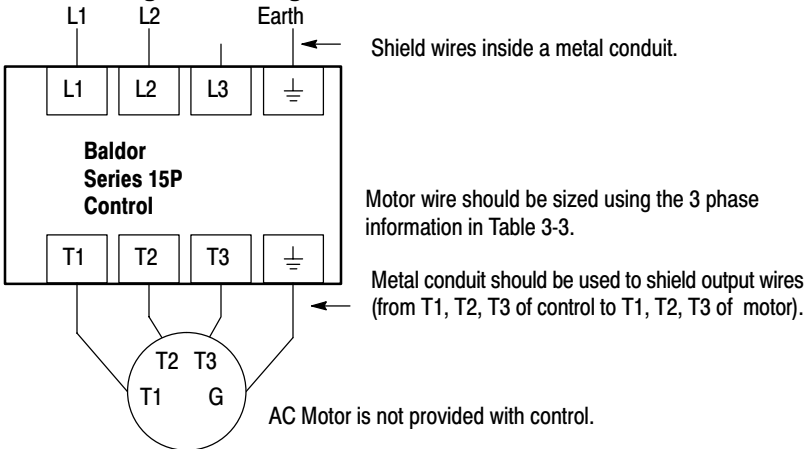 L1 L2 Earth
Shield wires inside a metal conduit.
L1 L2 L3
Baldor
Series 15P
Control
Motor wire should be sized using the 3 phase
information in Table 3-3.
T1 T2 T3
Metal conduit should be used to shield output wires
(from T1, T2, T3 of control to T1, T2, T3 of motor).
T2 T3
T1 G
AC Motor is not provided with control.